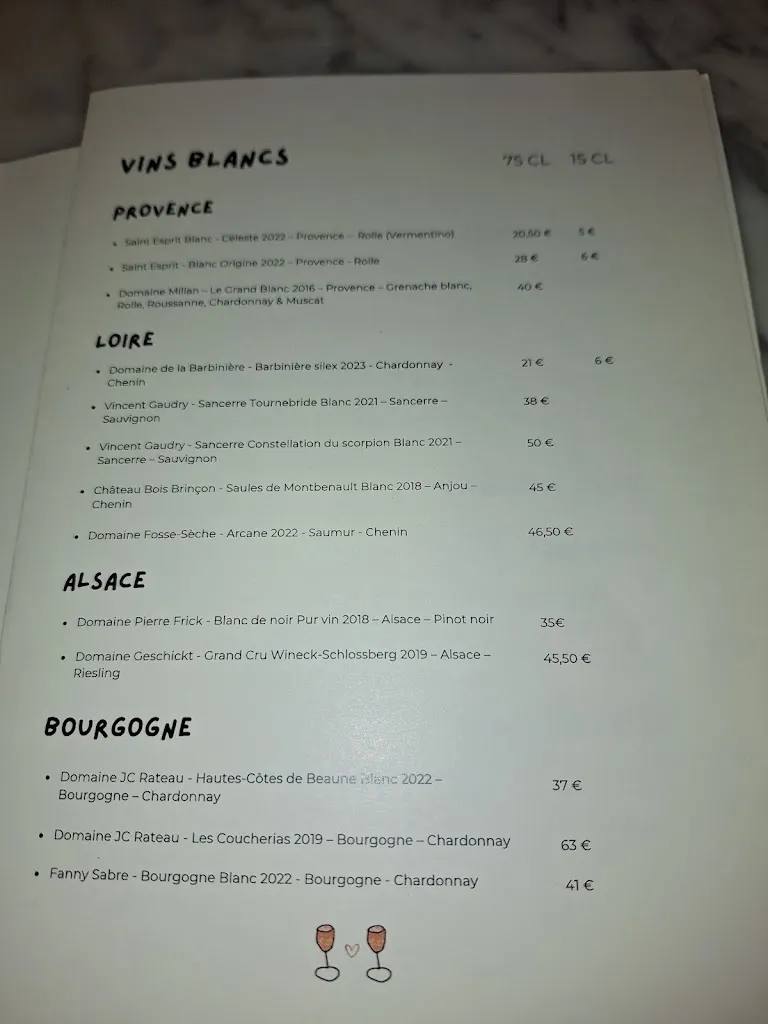 VINS BLANCS 75 CL 15 CL
PROVENCE
• Saint Esprit Blanc - Céleste 2022 – Provence – Rolle (Vermentino) 20,50 € 5 €
• Saint Esprit - Blanc Origine 2022 - Provence - Rolle 28 € 6 €
• Domaine Milan – Le Grand Blanc 2016 – Provence – Grenache blanc, 40 €
Rolle, Roussanne, Chardonnay & Muscat
LOIRE
• Domaine de la Barbinière - Barbinière silex 2023 - Chardonnay - 21 € 6 €
Chenin
• Vincent Gaudry - Sancerre Tournebride Blanc 2021 – Sancerre – 38 €
Sauvignon
• Vincent Gaudry - Sancerre Constellation du scorpion Blanc 2021 – 50 €
Sancerre – Sauvignon
• Château Bois Brinçon - Saules de Montbenault Blanc 2018 – Anjou – 45 €
Chenin
• Domaine Fosse-Sèche - Arcane 2022 - Saumur - Chenin 46,50 €
ALSACE
• Domaine Pierre Frick - Blanc de noir Pur vin 2018 – Alsace – Pinot noir 35€
• Domaine Geschickt - Grand Cru Wineck-Schlossberg 2019 – Alsace – 45,50 €
Riesling
BOURGOGNE
• Domaine JC Rateau - Hautes-Côtes de Beaune Blanc 2022 – 37 €
Bourgogne – Chardonnay
• Domaine JC Rateau - Les Coucherias 2019 – Bourgogne – Chardonnay 63 €
• Fanny Sabre - Bourgogne Blanc 2022 - Bourgogne - Chardonnay 41 €